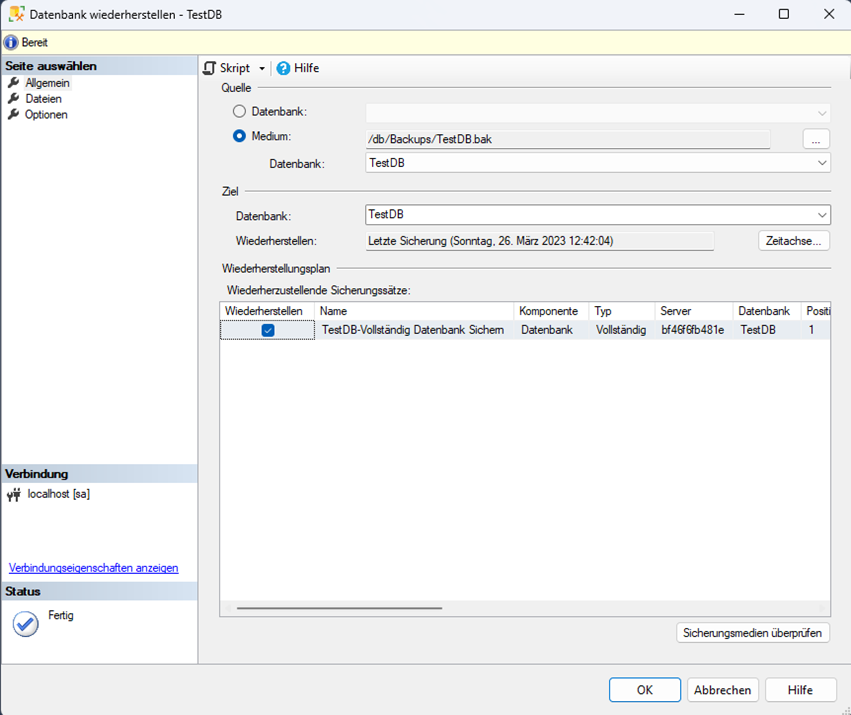 Datenbank wiederherstellen - TestDB
Bereit
Seite auswählen
Allgemein
Dateien
Optionen
Skript
Hilfe
Quelle
Datenbank:
Medium:
/db/Backups/TestDB.bak
...
Datenbank:
TestDB
Ziel
Datenbank:
TestDB
Wiederherstellen:
Letzte Sicherung (Sonntag, 26. März 2023 12:42:04)
Zeitachse...
Wiederherstellungsplan
Wiederherzustellende Sicherungssätze:
Wiederherstellen Name Komponente Typ Server Datenbank Positi
TestDB-Vollständig Datenbank Sichern Datenbank Vollständig bf46f6fb481e TestDB 1
Verbindung
localhost [sa]
Verbindungseigenschaften anzeigen
Status
Fertig
Sicherungsmedien überprüfen
OK
Abbrechen
Hilfe